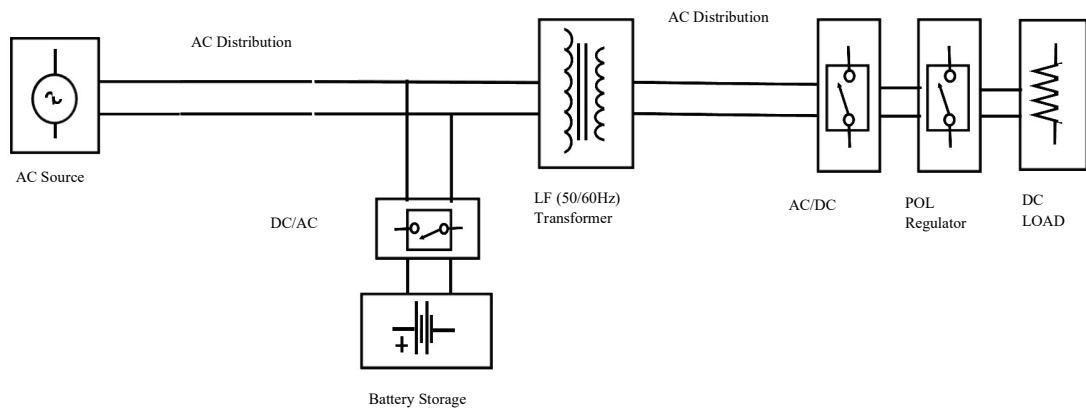 AC Distribution
AC Distribution
AC Source
LF (50/60Hz)
Transformer
AC/DC
POL
Regulator
DC
LOAD
DC/AC
+
Battery Storage